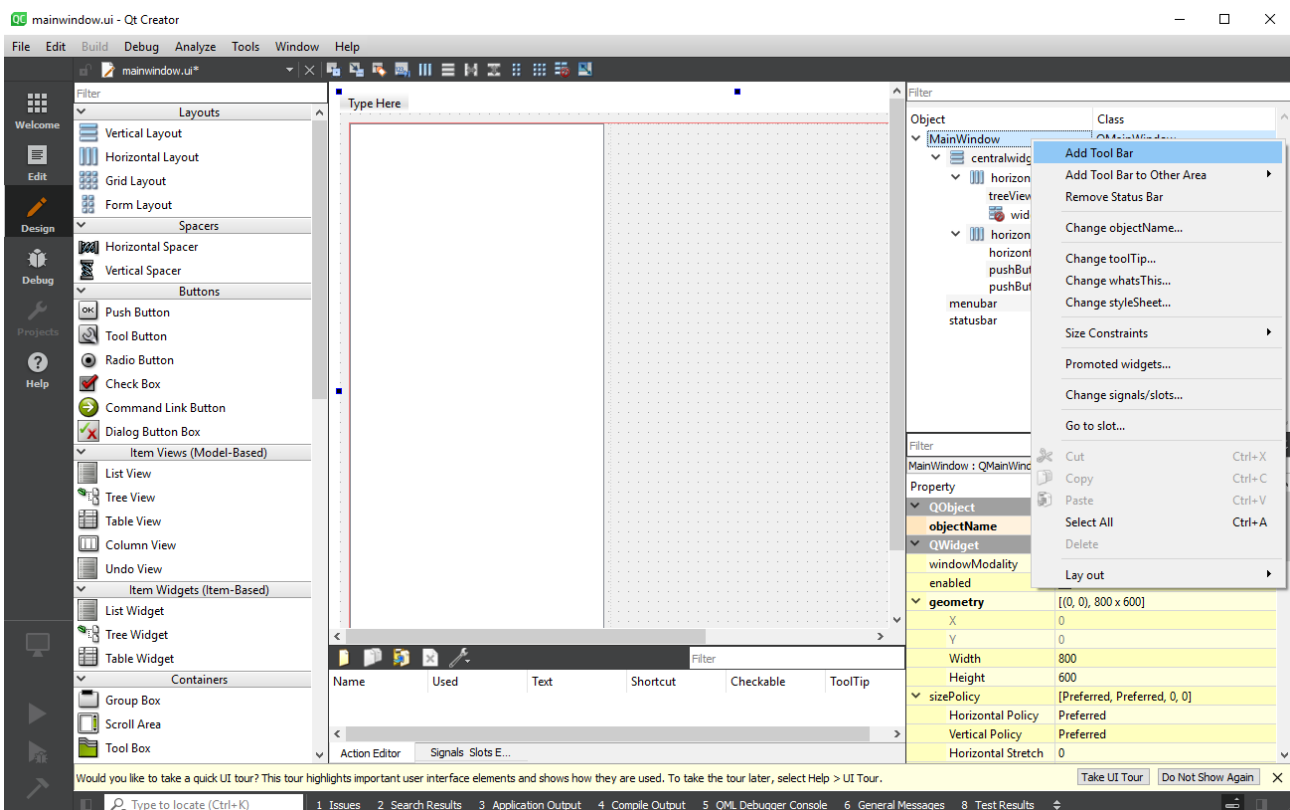 QC mainwindow.ui - Qt Creator
File Edit Build Debug Analyze Tools Window Help
mainwindow.ui*
Welcome
Edit
Design
Debug
Projects
Help
Filter
Layouts
Vertical Layout
Horizontal Layout
Grid Layout
Form Layout
Spacers
Horizontal Spacer
Vertical Spacer
Buttons
OK Push Button
Tool Button
Radio Button
Check Box
Command Link Button
Dialog Button Box
Item Views (Model-Based)
List View
Tree View
Table View
Column View
Undo View
Item Widgets (Item-Based)
List Widget
Tree Widget
Table Widget
Containers
Group Box
Scroll Area
Tool Box
Type Here
Filter
Name Used Text Shortcut Checkable ToolTip
Action Editor Signals Slots E...
Filter
Object Class
MainWindow QMainWindow
centralwidg
horizon
treeView
wid
horizon
horizont
pushBut
pushBut
menubar
statusbar
Add Tool Bar
Add Tool Bar to Other Area
Remove Status Bar
Change objectName...
Change toolTip...
Change whatsThis...
Change styleSheet...
Size Constraints
Promoted widgets...
Change signals/slots...
Go to slot...
Cut Ctrl+X
Copy Ctrl+C
Paste Ctrl+V
Select All Ctrl+A
Delete
Lay out
Filter
MainWindow : QMainWind
Property
QObject
objectName
QWidget
windowModality
enabled
geometry [(0, 0), 800 x 600]
X 0
Y 0
Width 800
Height 600
sizePolicy [Preferred, Preferred, 0, 0]
Horizontal Policy Preferred
Vertical Policy Preferred
Horizontal Stretch 0
Would you like to take a quick UI tour? This tour highlights important user interface elements and shows how they are used. To take the tour later, select Help > UI Tour. Take UI Tour Do Not Show Again
Type to locate (Ctrl+K) 1 Issues 2 Search Results 3 Application Output 4 Compile Output 5 QML Debugger Console 6 General Messages 8 Test Results